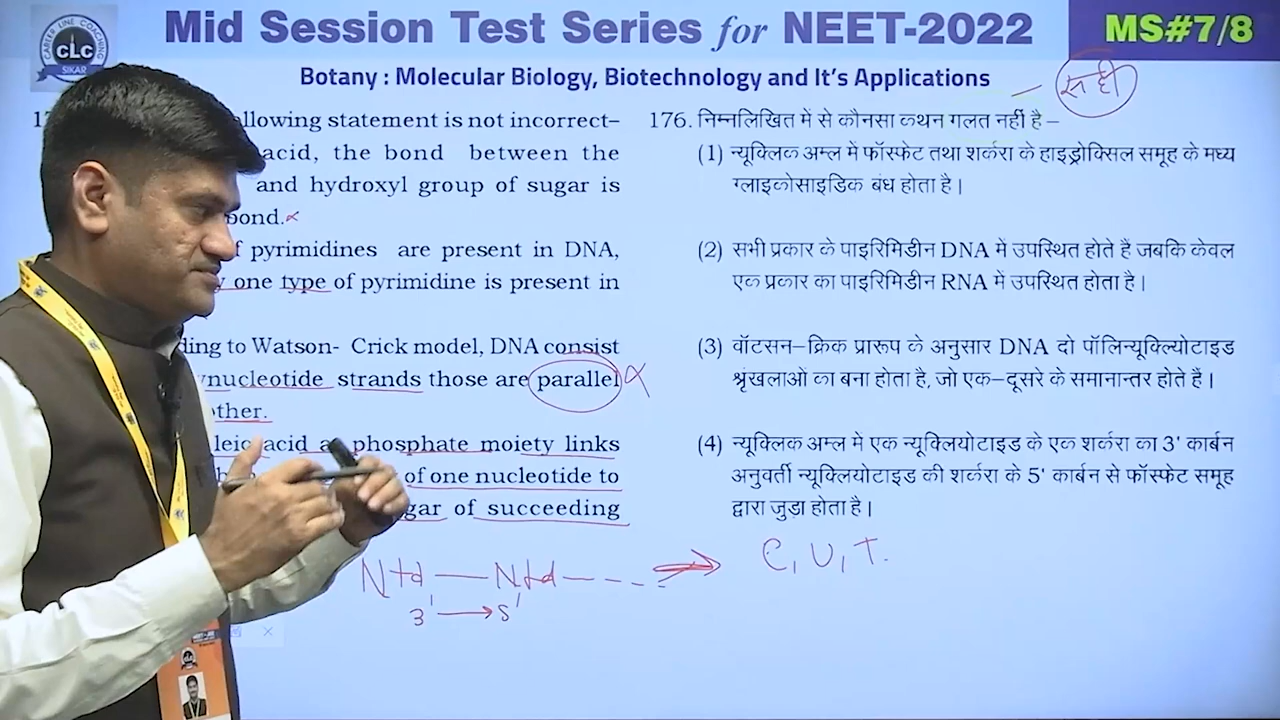 Mid Session Test Series for NEET-2022
MS#7/8
CAREER LINE COACHING
CLC
SIKAR
Botany : Molecular Biology, Biotechnology and It's Applications
सही
llowing statement is not incorrect–
acid, the bond between the
and hydroxyl group of sugar is
bond.
f pyrimidines are present in DNA,
one type of pyrimidine is present in
ding to Watson- Crick model, DNA consist
ynucleotide strands those are parallel
other.
leic acid a phosphate moiety links
of one nucleotide to
gar of succeeding
Ntd — Ntd - - - -
3' → 5'
176. निम्नलिखित में से कौनसा कथन गलत नहीं है –
(1) न्यूक्लिक अम्ल में फॉस्फेट तथा शर्करा के हाइड्रोक्सिल समूह के मध्य
ग्लाइकोसाइडिक बंध होता है।
(2) सभी प्रकार के पाइरिमिडीन DNA में उपस्थित होते है जबकि केवल
एक प्रकार का पाइरिमिडीन RNA में उपस्थित होता है।
(3) वॉटसन–क्रिक प्रारूप के अनुसार DNA दो पॉलिन्यूक्ल्योटाइड
श्रृंखलाओं का बना होता है, जो एक–दूसरे के समानान्तर होते है।
(4) न्यूक्लिक अम्ल में एक न्यूक्लियोटाइड के एक शर्करा का 3' कार्बन
अनुवर्ती न्यूक्लियोटाइड की शर्करा के 5' कार्बन से फॉस्फेट समूह
द्वारा जुड़ा होता है।
C, U, T.